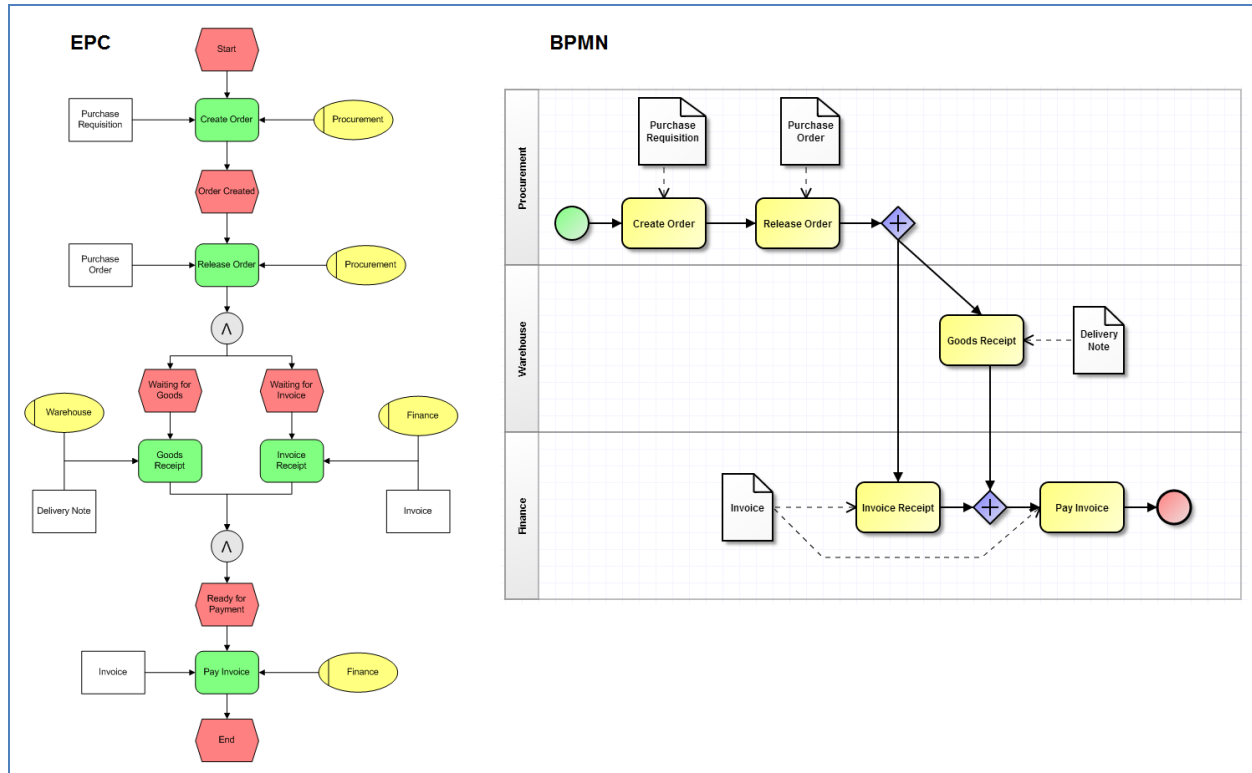 EPC
Start
Purchase
Requisition
Create Order
Procurement
Order Created
Purchase
Order
Release Order
Procurement
Λ
Waiting for
Goods
Waiting for
Invoice
Warehouse
Finance
Goods
Receipt
Invoice
Receipt
Delivery Note
Invoice
Λ
Ready for
Payment
Invoice
Pay Invoice
Finance
End
BPMN
Procurement
Purchase
Requisition
Purchase
Order
Create Order
Release Order
Warehouse
Goods Receipt
Delivery
Note
Finance
Invoice
Invoice Receipt
Pay Invoice